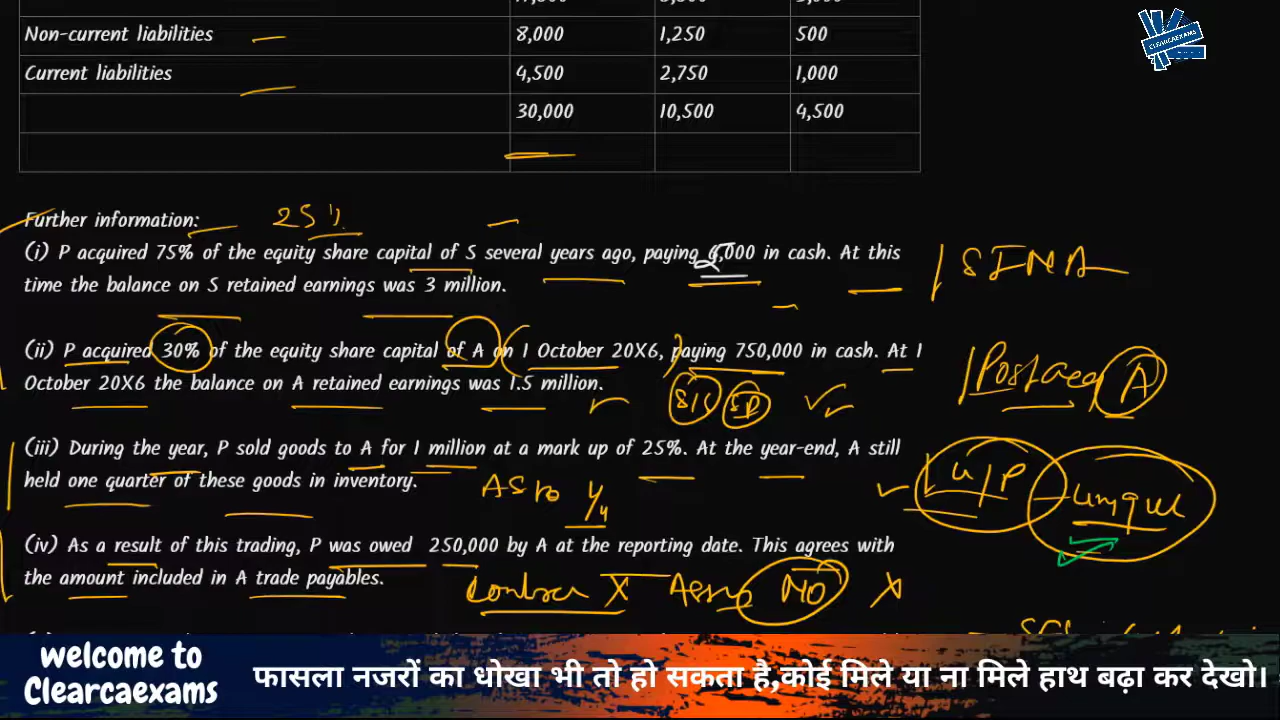 CLEARCAEXAMS
Non-current liabilities 8,000 1,250 500
Current liabilities 4,500 2,750 1,000
30,000 10,500 4,500
Further information: 25%
(i) P acquired 75% of the equity share capital of S several years ago, paying ,000 in cash. At this
time the balance on S retained earnings was 3 million.
SINA
(ii) P acquired 30% of the equity share capital of A on 1 October 20X6, paying 750,000 in cash. At 1
October 20X6 the balance on A retained earnings was 1.5 million.
A
(iii) During the year, P sold goods to A for 1 million at a mark up of 25%. At the year-end, A still
held one quarter of these goods in inventory.
1/4
U/P
(iv) As a result of this trading, P was owed 250,000 by A at the reporting date. This agrees with
the amount included in A trade payables.
Contra X NO X
welcome to
Clearcaexams
फासला नजरों का धोखा भी तो हो सकता है,कोई मिले या ना मिले हाथ बढ़ा कर देखो।